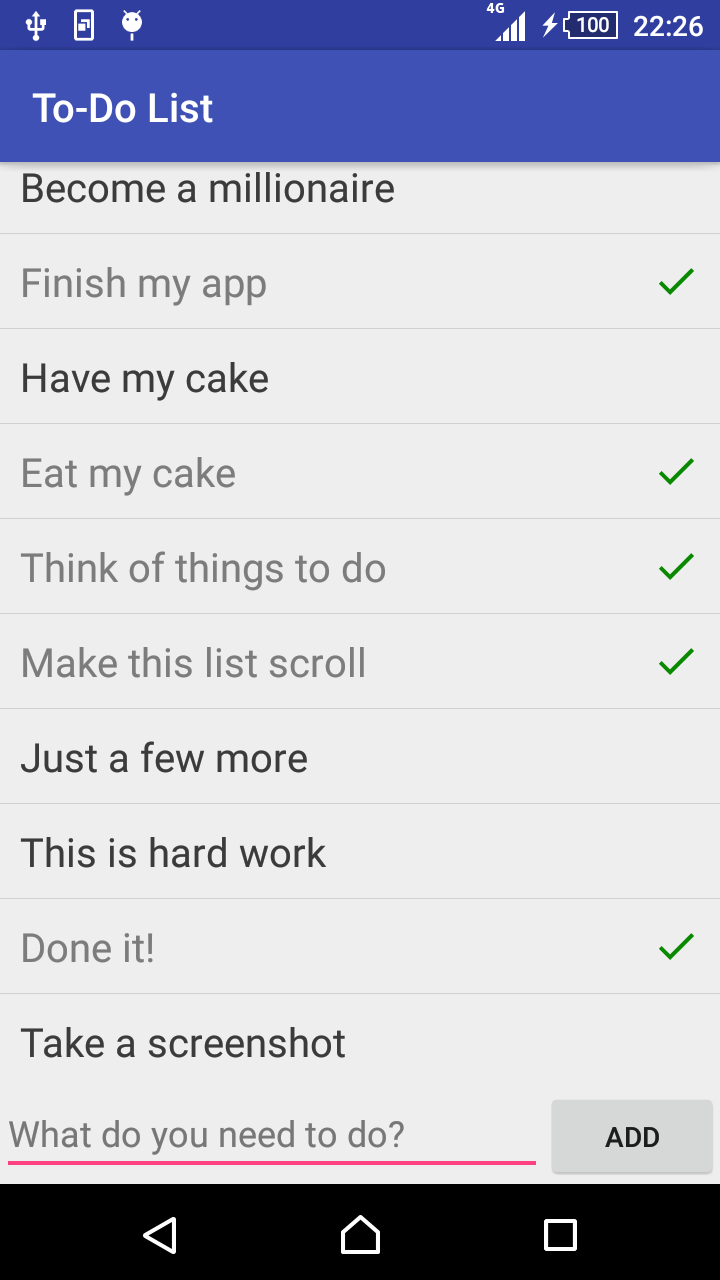 4G 100 22:26
To-Do List
Become a millionaire
Finish my app
Have my cake
Eat my cake
Think of things to do
Make this list scroll
Just a few more
This is hard work
Done it!
Take a screenshot
What do you need to do? ADD